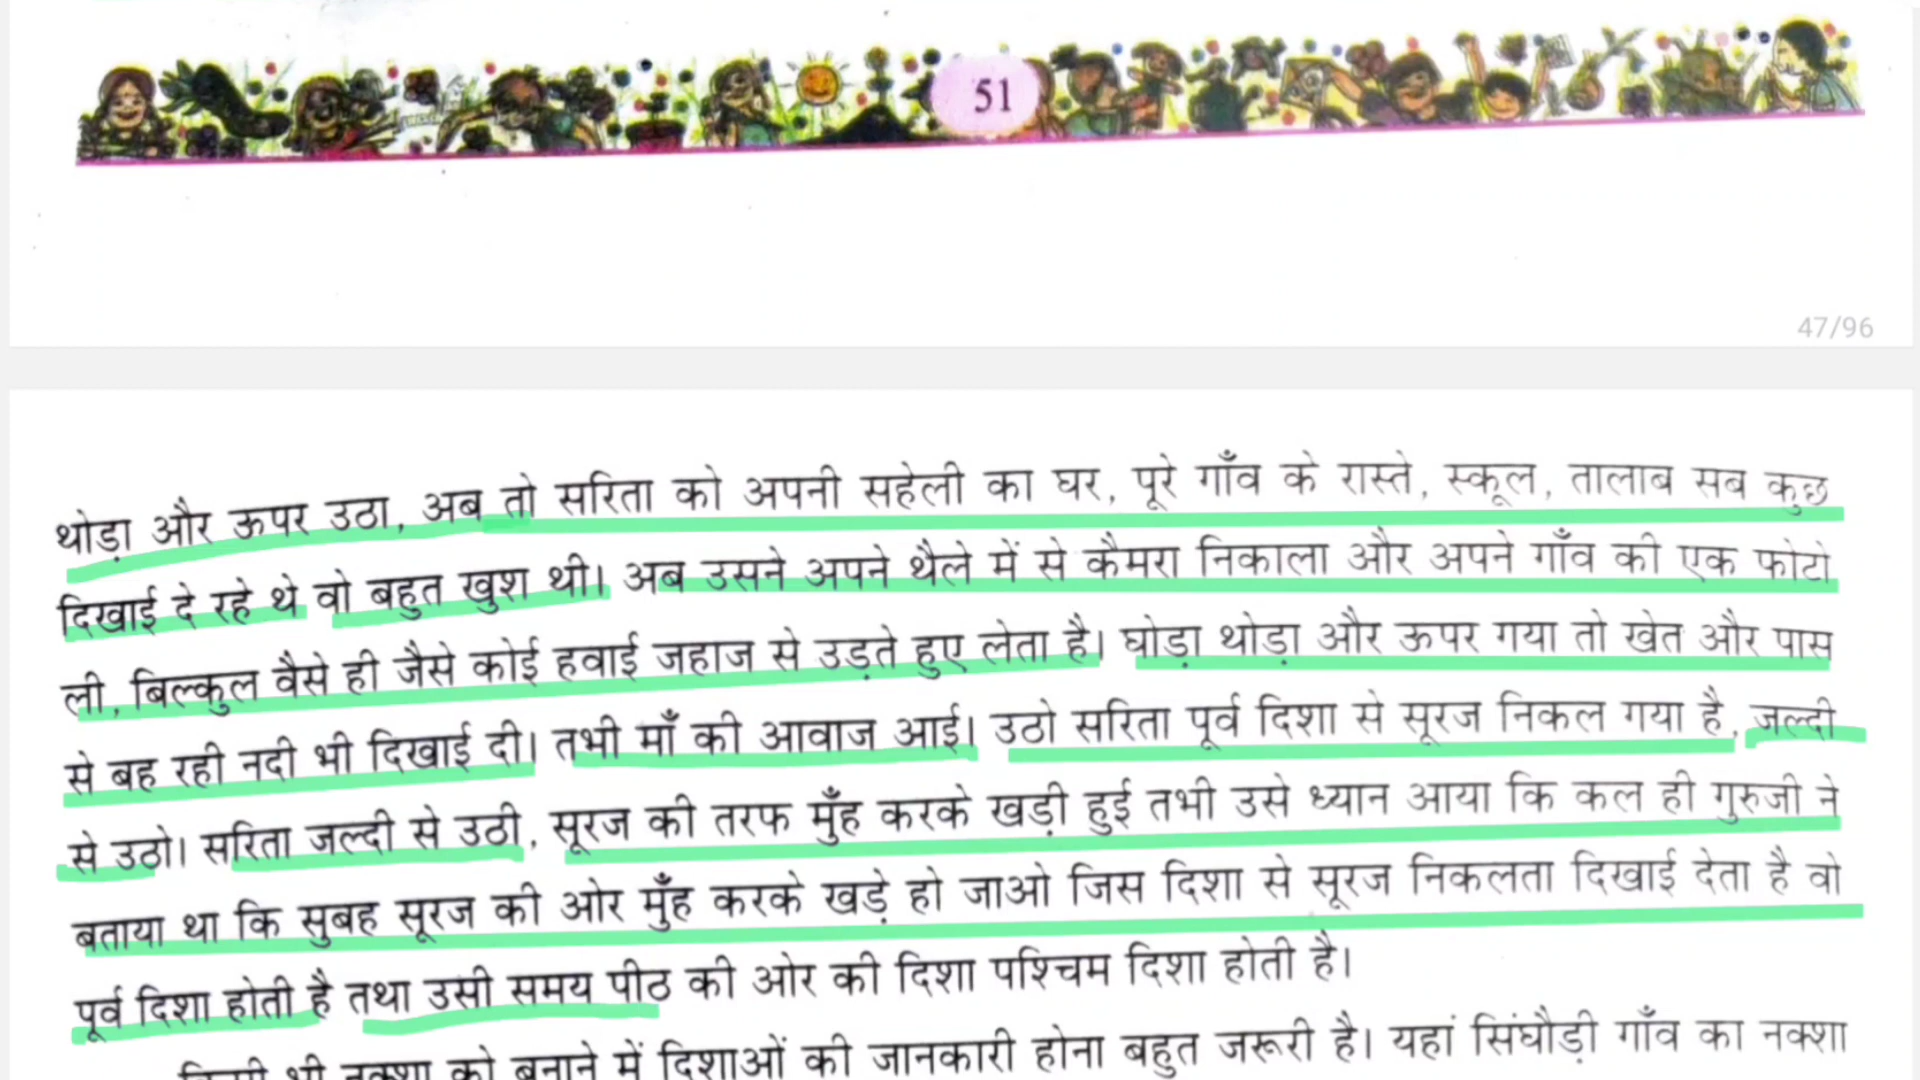 51
47/96
थोड़ा और ऊपर उठा, अब तो सरिता को अपनी सहेली का घर, पूरे गाँव के रास्ते, स्कूल, तालाब सब कुछ
दिखाई दे रहे थे वो बहुत खुश थी। अब उसने अपने थैले में से कैमरा निकाला और अपने गाँव की एक फोटो
ली, बिल्कुल वैसे ही जैसे कोई हवाई जहाज से उड़ते हुए लेता है। घोड़ा थोड़ा और ऊपर गया तो खेत और पास
से बह रही नदी भी दिखाई दी। तभी माँ की आवाज आई। उठो सरिता पूर्व दिशा से सूरज निकल गया है, जल्दी
से उठो। सरिता जल्दी से उठी, सूरज की तरफ मुँह करके खड़ी हुई तभी उसे ध्यान आया कि कल ही गुरुजी ने
बताया था कि सुबह सूरज की ओर मुँह करके खड़े हो जाओ जिस दिशा से सूरज निकलता दिखाई देता है वो
पूर्व दिशा होती है तथा उसी समय पीठ की ओर की दिशा पश्चिम दिशा होती है।
किसी भी नक्शा को बनाने में दिशाओं की जानकारी होना बहुत जरूरी है। यहां सिंघौड़ी गाँव का नक्शा